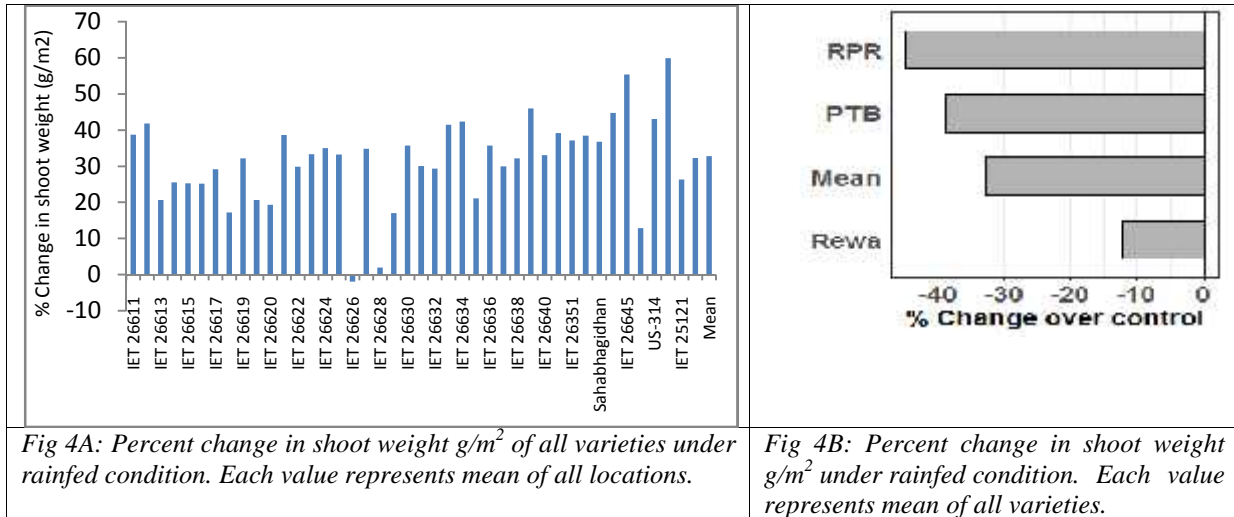 70
60
50
40
30
20
10
0
-10
% Change in shoot weight (g/m2)
IET 26611
IET 26613
IET 26615
IET 26617
IET 26619
IET 26620
IET 26622
IET 26624
IET 26626
IET 26628
IET 26630
IET 26632
IET 26634
IET 26636
IET 26638
IET 26640
IET 26351
Sahabhagidhan
IET 26645
US-314
IET 25121
Mean
RPR
PTB
Mean
Rewa
-40 -30 -20 -10 0
% Change over control
Fig 4A: Percent change in shoot weight g/m² of all varieties under
rainfed condition. Each value represents mean of all locations.
Fig 4B: Percent change in shoot weight
g/m² under rainfed condition. Each value
represents mean of all varieties.